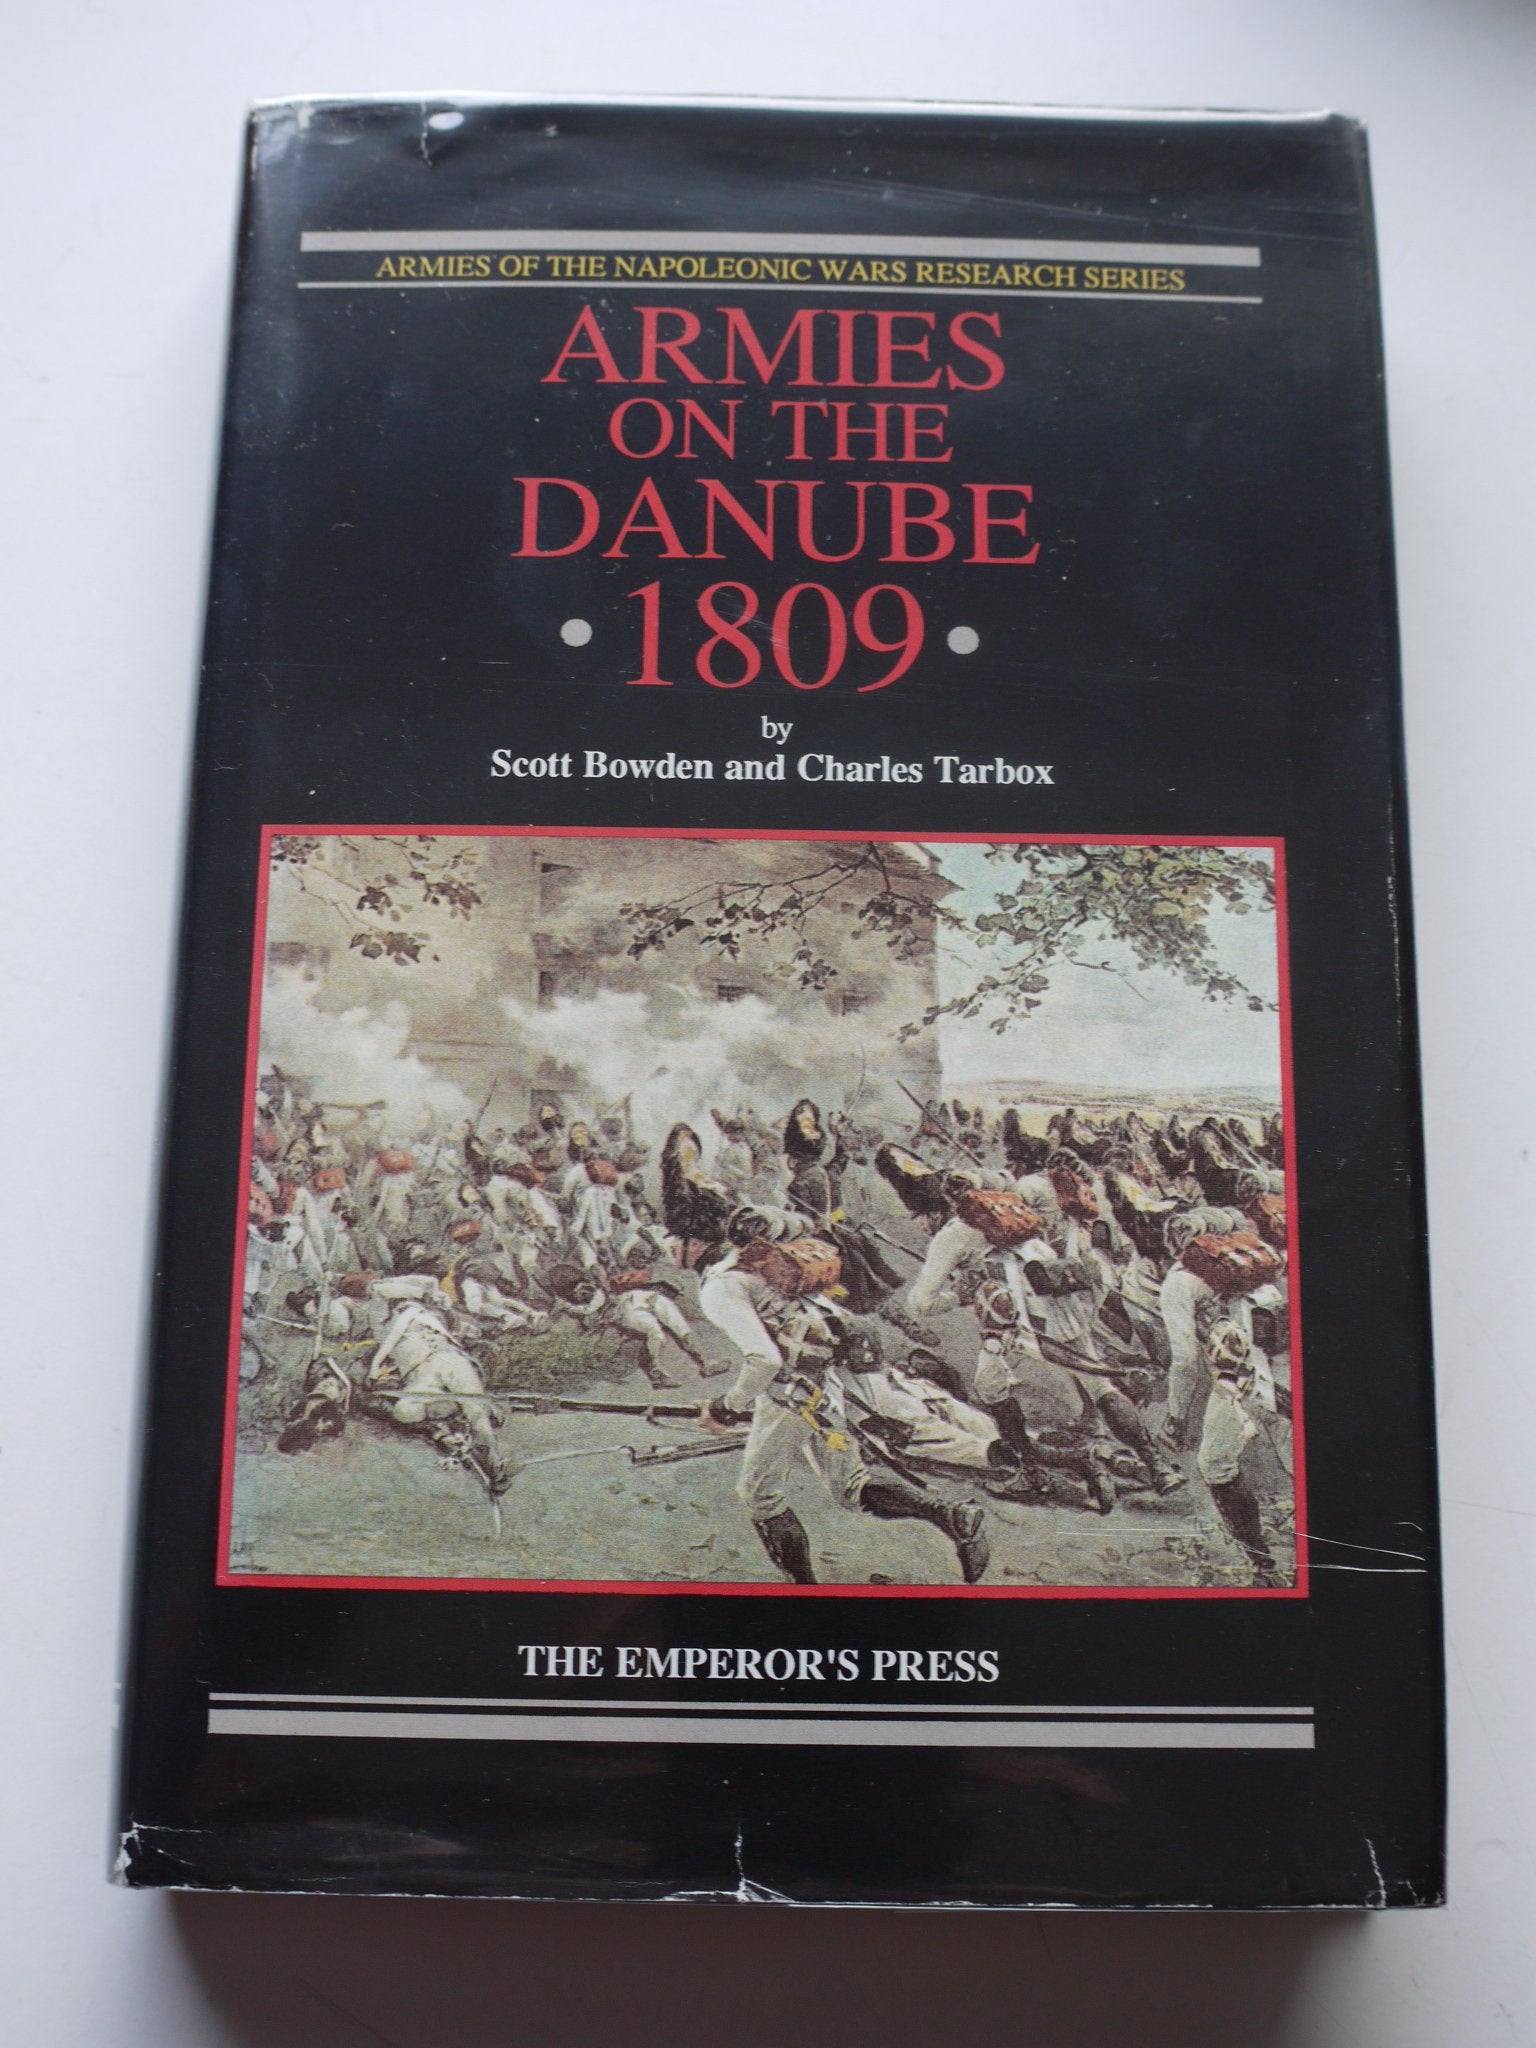 ARMIES OF THE NAPOLEONIC WARS RESEARCH SERIES
ARMIES
ON THE
DANUBE
• 1809 •
by
Scott Bowden and Charles Tarbox
THE EMPEROR'S PRESS